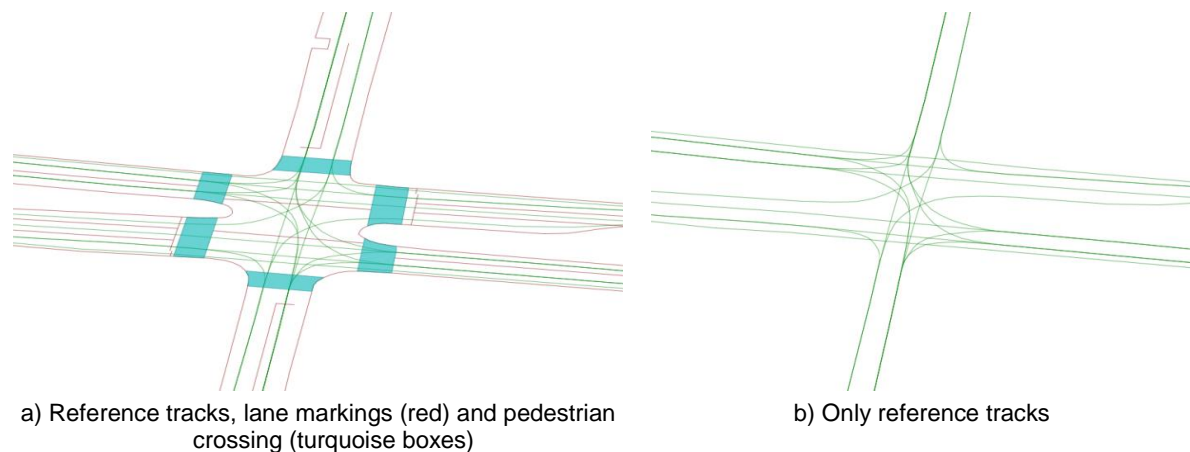 a) Reference tracks, lane markings (red) and pedestrian
crossing (turquoise boxes)
b) Only reference tracks